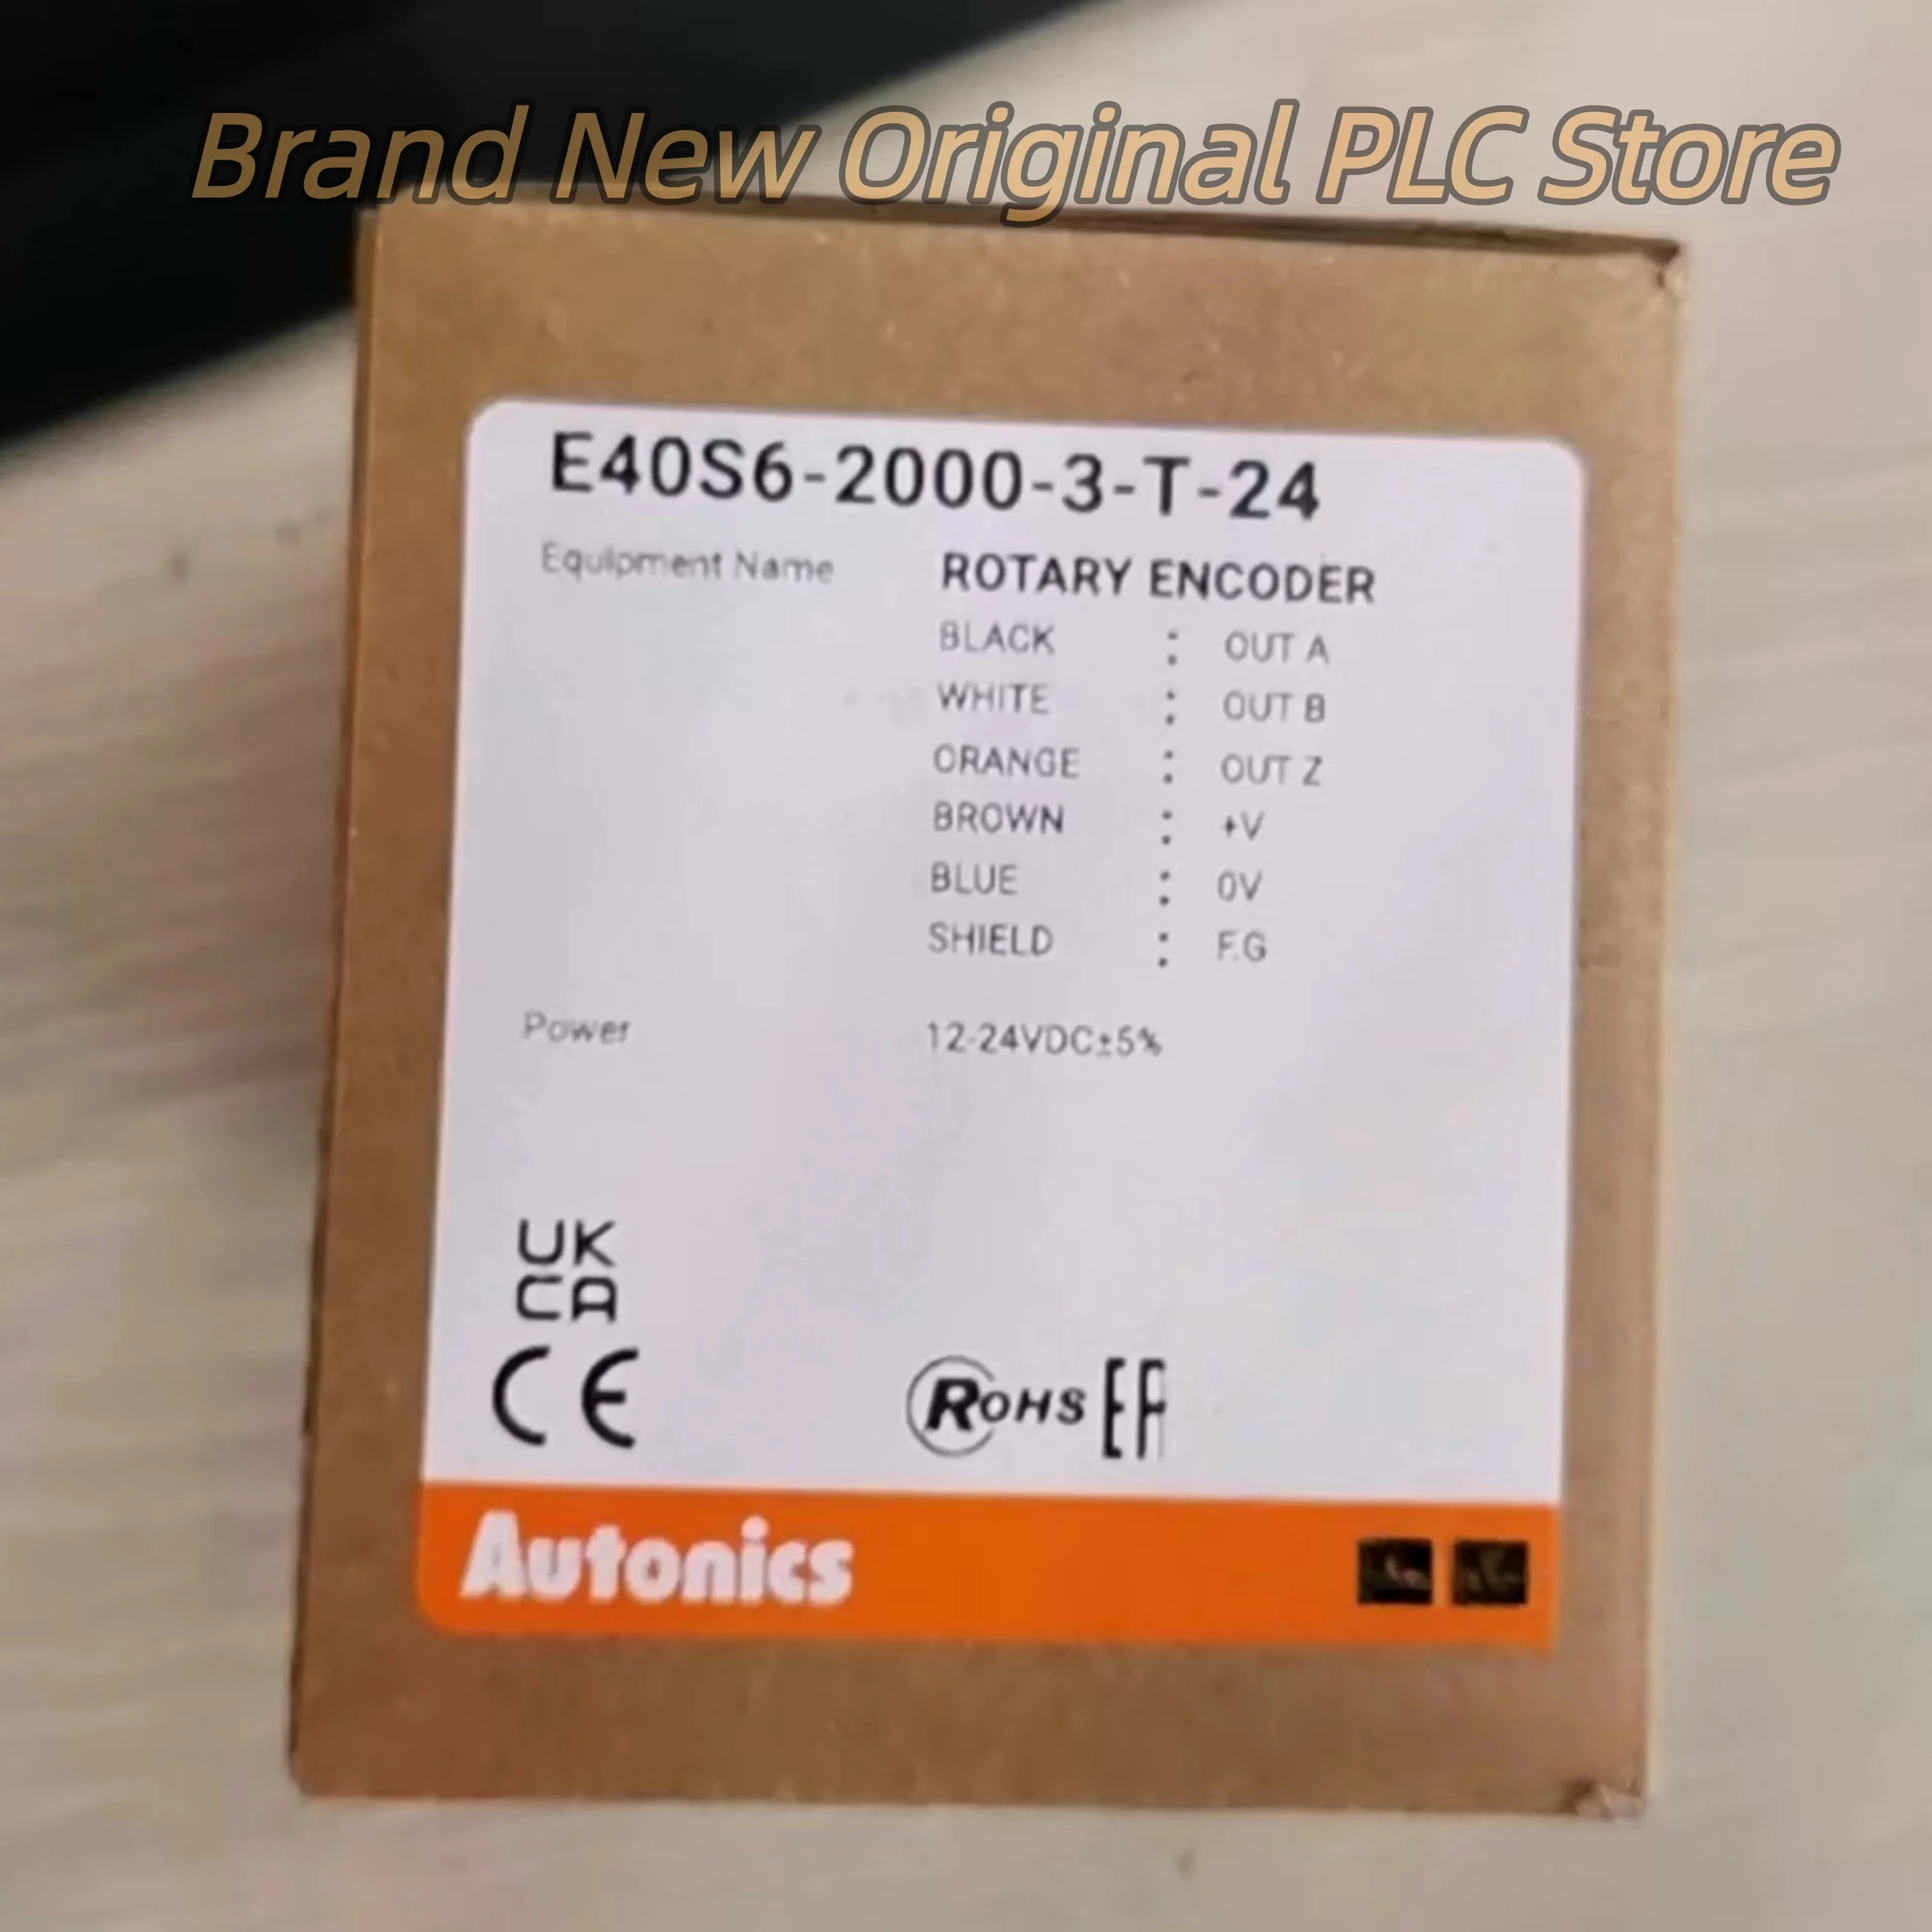 Brand New Original PLC Store
E40S6-2000-3-T-24
Equipment Name ROTARY ENCODER
BLACK : OUT A
WHITE : OUT B
ORANGE : OUT Z
BROWN : +V
BLUE : 0V
SHIELD : F.G
Power 12-24VDC±5%
UK
CA
CE RoHS EAC
Autonics